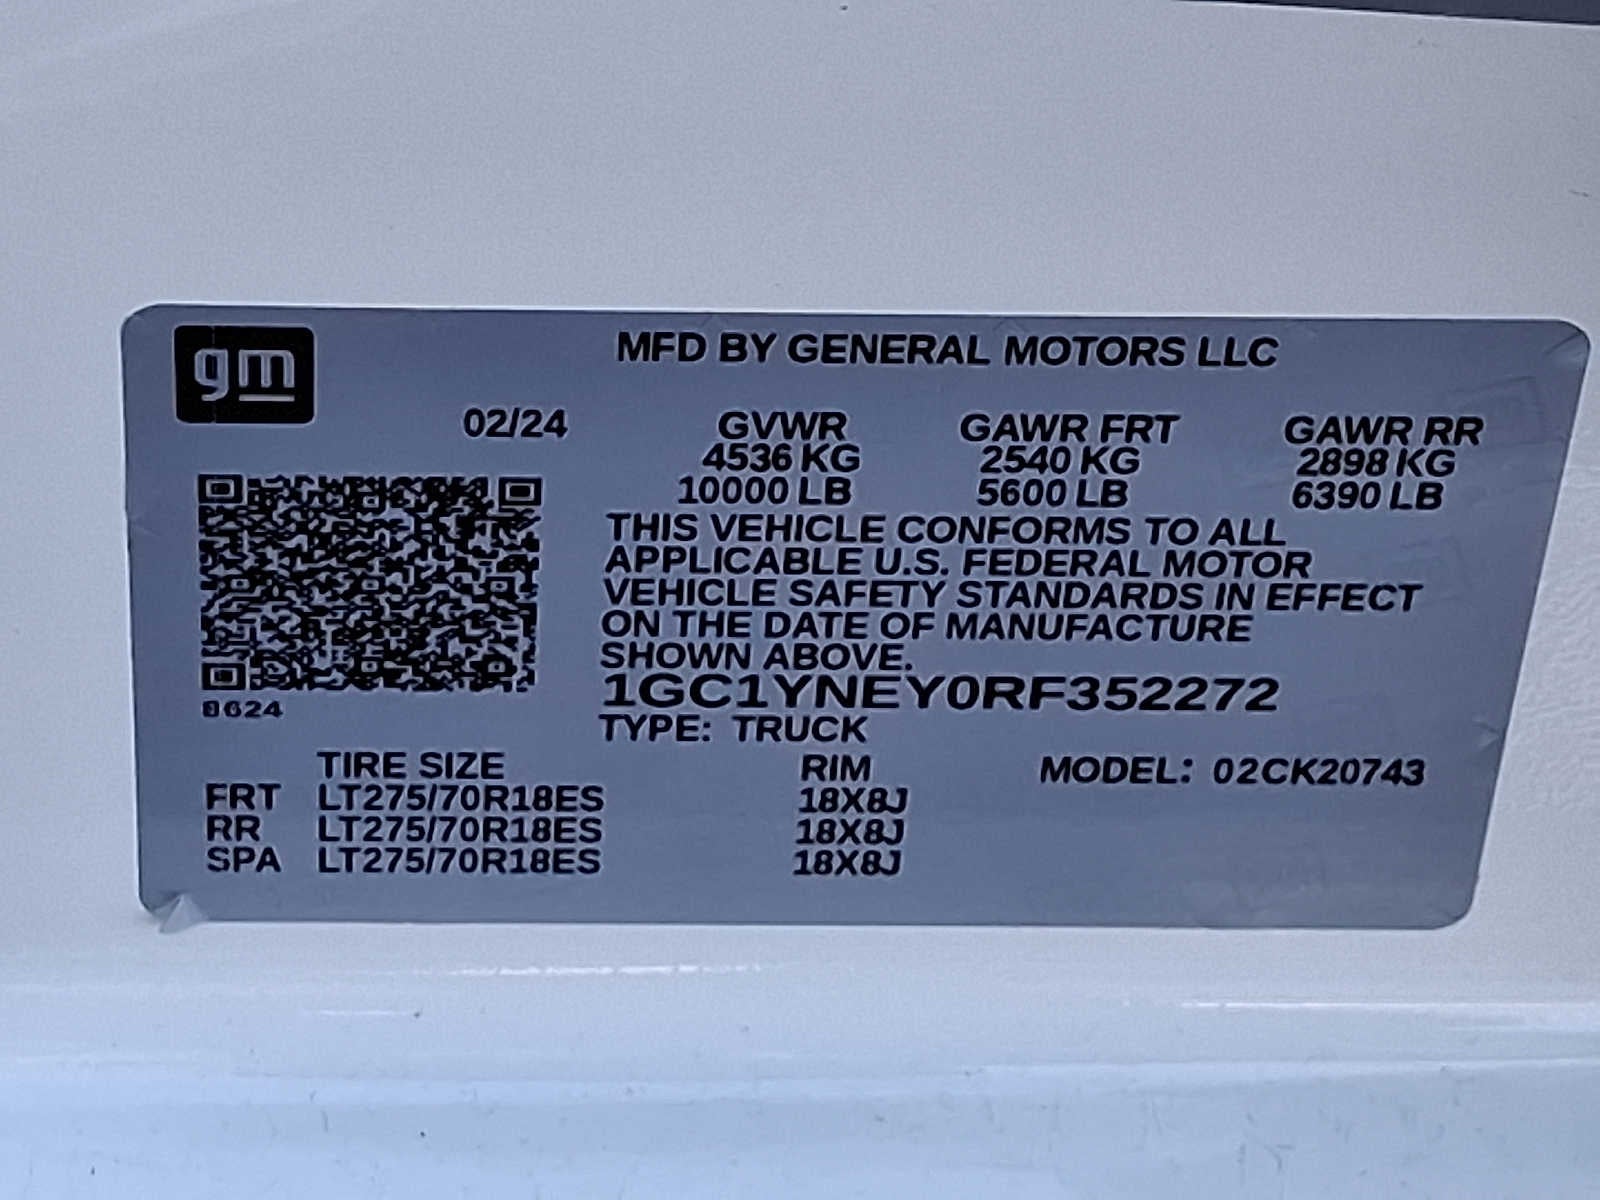 gm
MFD BY GENERAL MOTORS LLC
02/24 GVWR GAWR FRT GAWR RR
4536 KG 2540 KG 2898 KG
10000 LB 5600 LB 6390 LB
THIS VEHICLE CONFORMS TO ALL
APPLICABLE U.S. FEDERAL MOTOR
VEHICLE SAFETY STANDARDS IN EFFECT
ON THE DATE OF MANUFACTURE
SHOWN ABOVE.
8624
1GC1YNEY0RF352272
TYPE: TRUCK
TIRE SIZE RIM MODEL: 02CK20743
FRT LT275/70R18ES 18X8J
RR LT275/70R18ES 18X8J
SPA LT275/70R18ES 18X8J